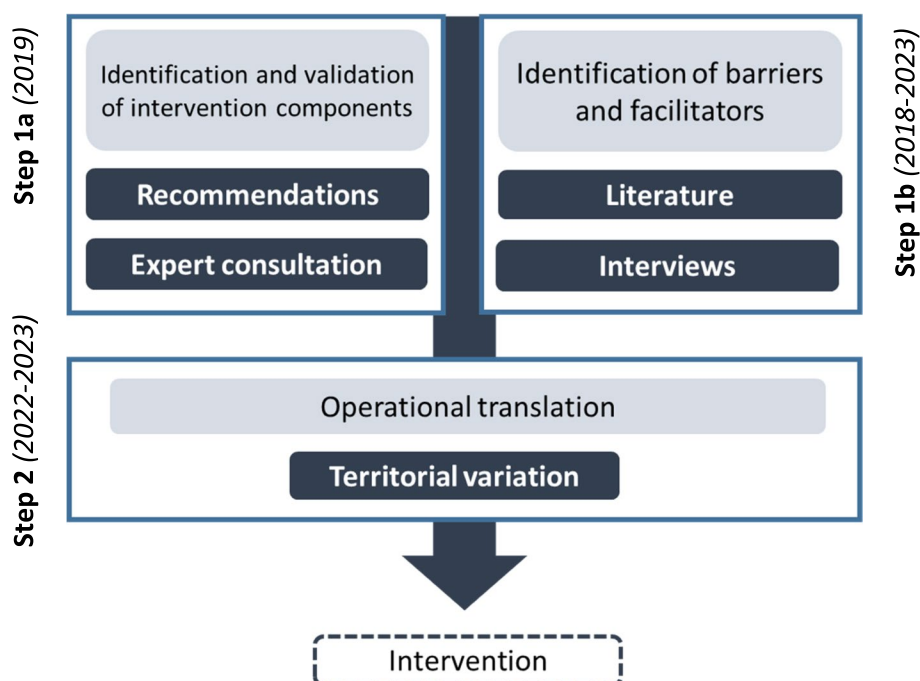 Step 1a (2019)
Identification and validation
of intervention components
Recommendations
Expert consultation
Identification of barriers
and facilitators
Literature
Interviews
Step 1b (2018-2023)
Step 2 (2022-2023)
Operational translation
Territorial variation
Intervention